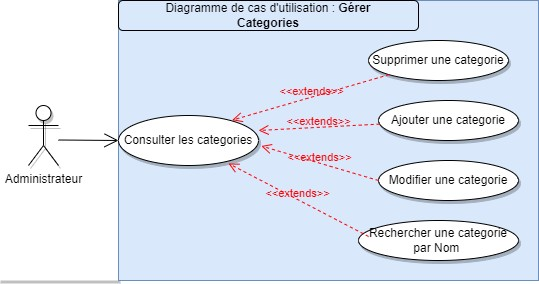 Diagramme de cas d'utilisation : Gérer
Categories
Supprimer une categorie
<<extends>>
Ajouter une categorie
Consulter les categories
<<extends>>
<<extends>>
Administrateur
Modifier une categorie
<<extends>>
Rechercher une categorie
par Nom